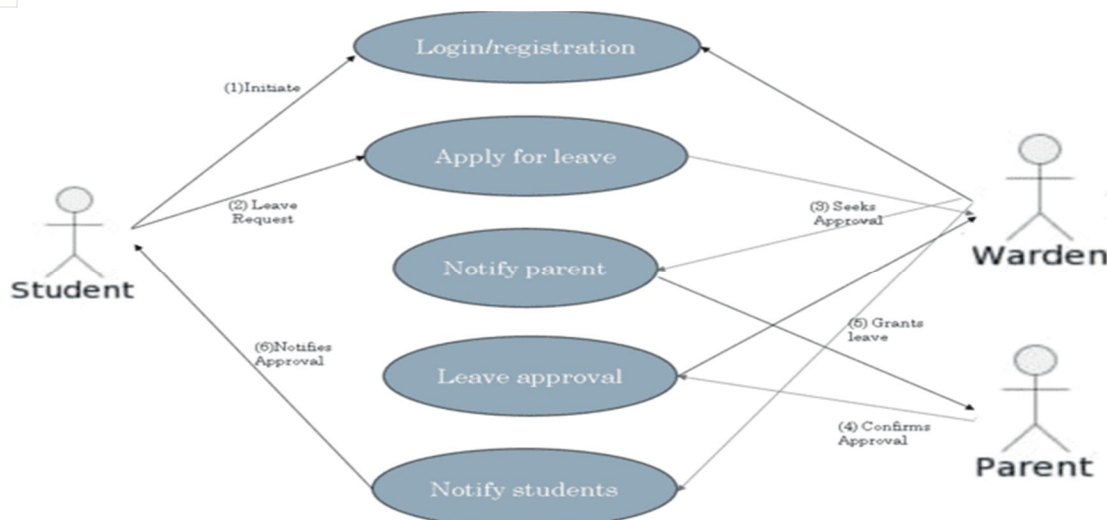 Login/registration
(1)Initiate
Apply for leave
(2) Leave
Request
(3) Seeks
Approval
Student
Warden
Notify parent
(5) Grants
leave
(6)Notifies
Approval
Leave approval
(4) Confirms
Approval
Parent
Notify students